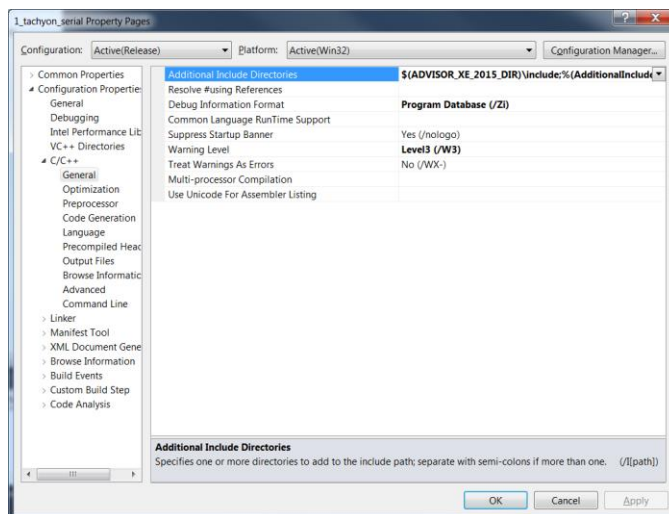 1_tachyon_serial Property Pages
Configuration: Active(Release) Platform: Active(Win32) Configuration Manager...
Common Properties
Configuration Propertie
General
Debugging
Intel Performance Lib
VC++ Directories
C/C++
General
Optimization
Preprocessor
Code Generation
Language
Precompiled Head
Output Files
Browse Informatic
Advanced
Command Line
Linker
Manifest Tool
XML Document Gene
Browse Information
Build Events
Custom Build Step
Code Analysis
Additional Include Directories $(ADVISOR_XE_2015_DIR)\include;%(AdditionalInclude
Resolve #using References
Debug Information Format Program Database (/Zi)
Common Language RunTime Support
Suppress Startup Banner Yes (/nologo)
Warning Level Level3 (/W3)
Treat Warnings As Errors No (/WX-)
Multi-processor Compilation
Use Unicode For Assembler Listing
Additional Include Directories
Specifies one or more directories to add to the include path; separate with semi-colons if more than one. (/I[path])
OK Cancel Apply